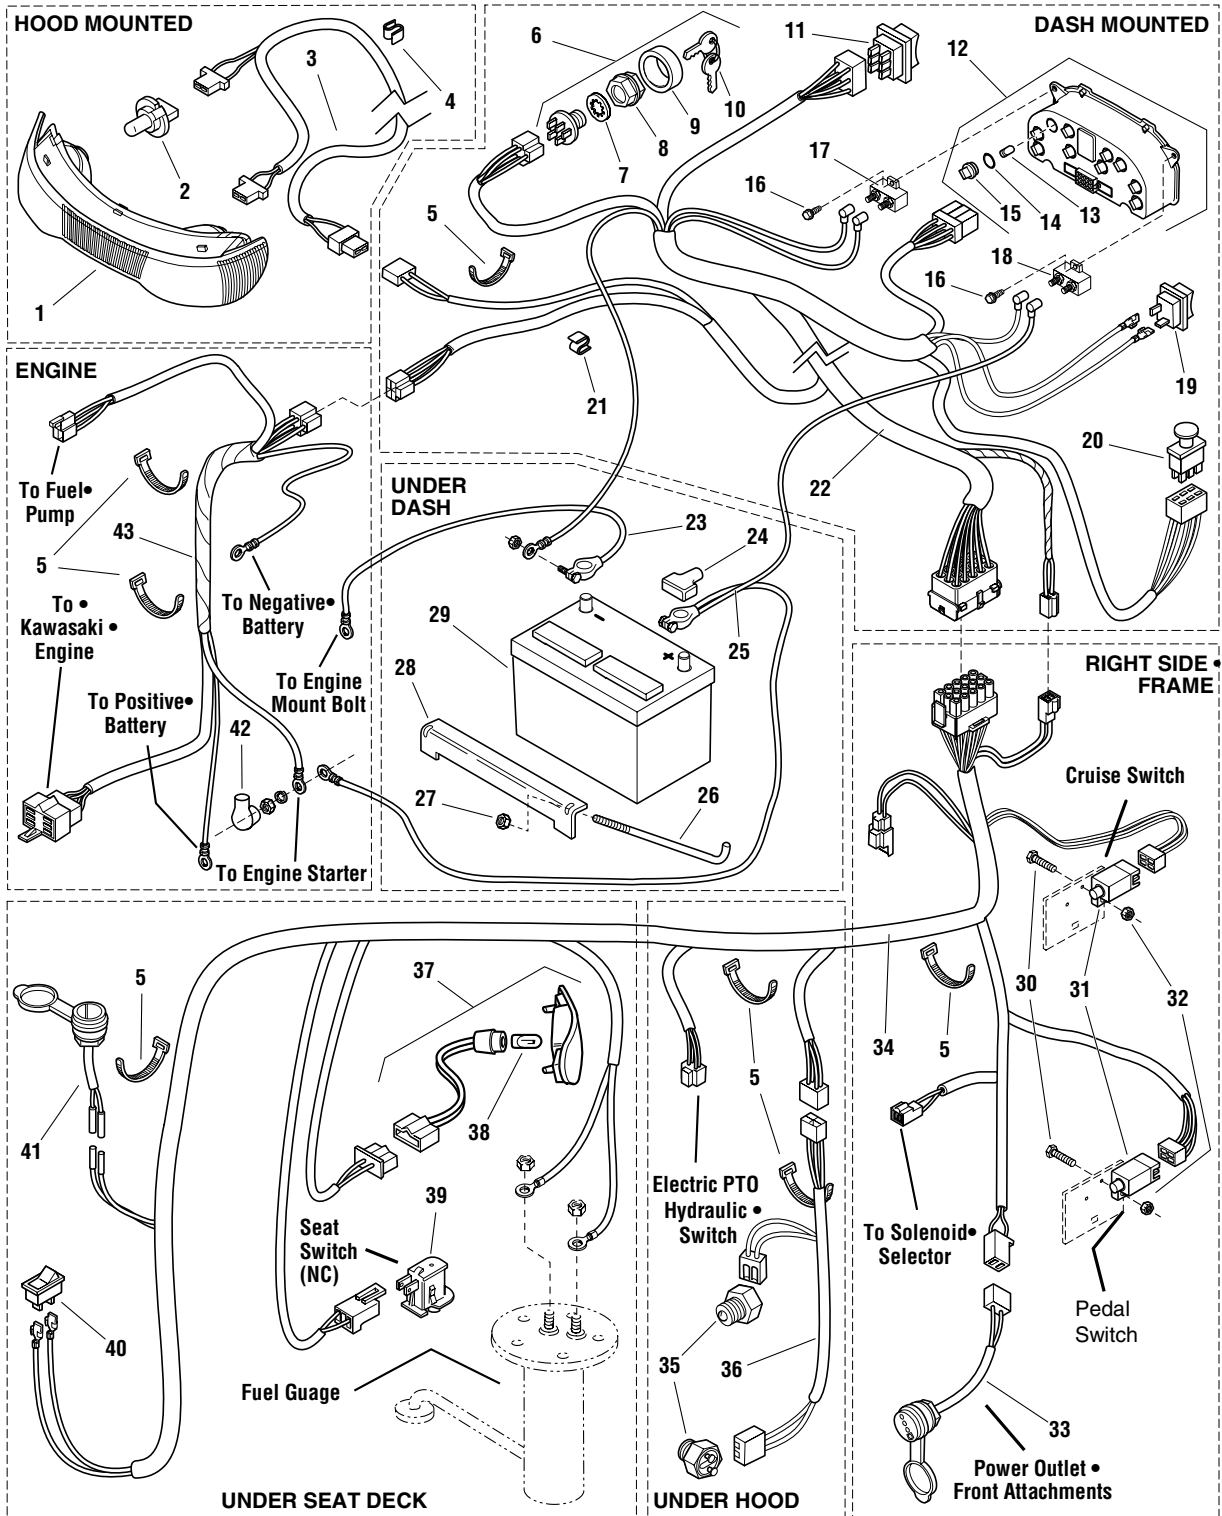 HOOD MOUNTED
DASH MOUNTED
1
2
3
4
5
6
7
8
9
10
11
12
13
14
15
16
17
16
18
19
20
21
22
ENGINE
To Fuel•
Pump
5
43
To •
Kawasaki •
Engine
To Negative•
Battery
To Positive•
Battery
42
To Engine
Mount Bolt
To Engine Starter
UNDER
DASH
23
24
25
26
27
28
29
RIGHT SIDE •
FRAME
Cruise Switch
30
31
32
34
5
To Solenoid•
Selector
Pedal
Switch
33
Power Outlet •
Front Attachments
5
37
38
39
41
40
Seat
Switch
(NC)
Fuel Guage
UNDER SEAT DECK
5
Electric PTO
Hydraulic •
Switch
35
36
UNDER HOOD